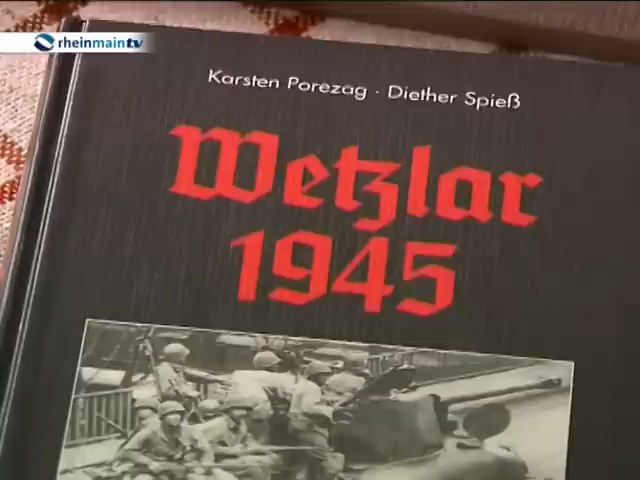 rheinmaintv
Karsten Porezag · Diether Spieß
Wetzlar
1945